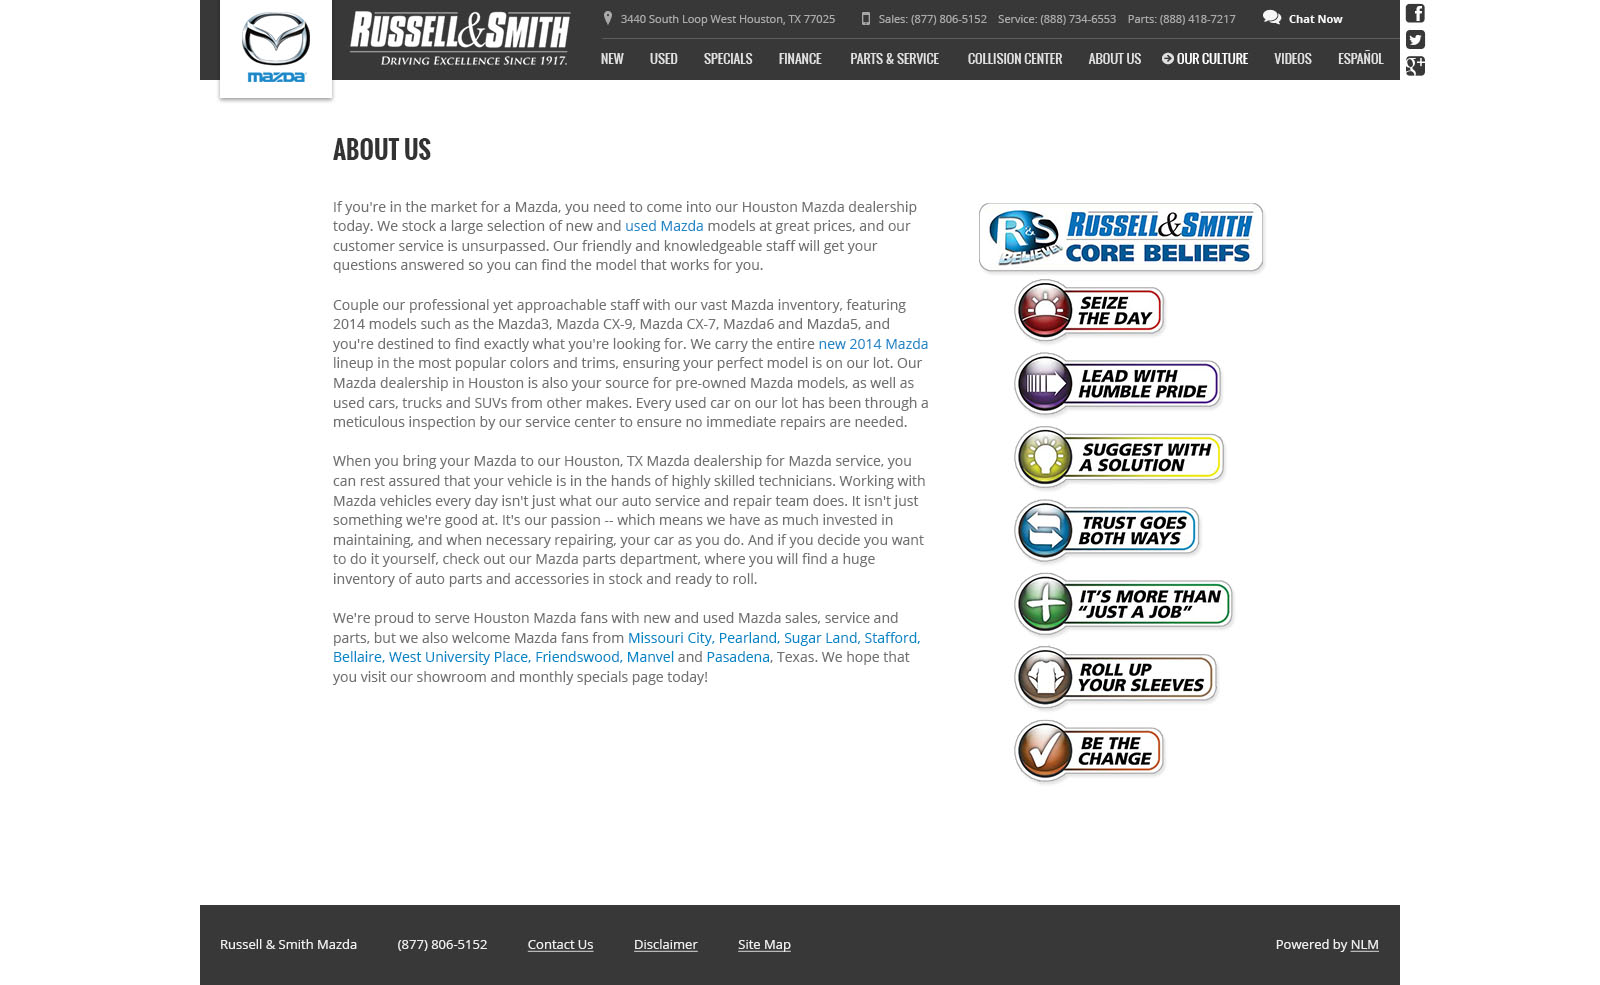 mazda
RUSSELL&SMITH
DRIVING EXCELLENCE SINCE 1917.
3440 South Loop West Houston, TX 77025 Sales: (877) 806-5152 Service: (888) 734-6553 Parts: (888) 418-7217 Chat Now
NEW USED SPECIALS FINANCE PARTS & SERVICE COLLISION CENTER ABOUT US OUR CULTURE VIDEOS ESPAÑOL
ABOUT US
If you're in the market for a Mazda, you need to come into our Houston Mazda dealership
today. We stock a large selection of new and used Mazda models at great prices, and our
customer service is unsurpassed. Our friendly and knowledgeable staff will get your
questions answered so you can find the model that works for you.
Couple our professional yet approachable staff with our vast Mazda inventory, featuring
2014 models such as the Mazda3, Mazda CX-9, Mazda CX-7, Mazda6 and Mazda5, and
you're destined to find exactly what you're looking for. We carry the entire new 2014 Mazda
lineup in the most popular colors and trims, ensuring your perfect model is on our lot. Our
Mazda dealership in Houston is also your source for pre-owned Mazda models, as well as
used cars, trucks and SUVs from other makes. Every used car on our lot has been through a
meticulous inspection by our service center to ensure no immediate repairs are needed.
When you bring your Mazda to our Houston, TX Mazda dealership for Mazda service, you
can rest assured that your vehicle is in the hands of highly skilled technicians. Working with
Mazda vehicles every day isn't just what our auto service and repair team does. It isn't just
something we're good at. It's our passion -- which means we have as much invested in
maintaining, and when necessary repairing, your car as you do. And if you decide you want
to do it yourself, check out our Mazda parts department, where you will find a huge
inventory of auto parts and accessories in stock and ready to roll.
We're proud to serve Houston Mazda fans with new and used Mazda sales, service and
parts, but we also welcome Mazda fans from Missouri City, Pearland, Sugar Land, Stafford,
Bellaire, West University Place, Friendswood, Manvel and Pasadena, Texas. We hope that
you visit our showroom and monthly specials page today!
R&S
BELIEVE!
RUSSELL&SMITH
CORE BELIEFS
SEIZE
THE DAY
LEAD WITH
HUMBLE PRIDE
SUGGEST WITH
A SOLUTION
TRUST GOES
BOTH WAYS
IT'S MORE THAN
"JUST A JOB"
ROLL UP
YOUR SLEEVES
BE THE
CHANGE
Russell & Smith Mazda (877) 806-5152 Contact Us Disclaimer Site Map Powered by NLM